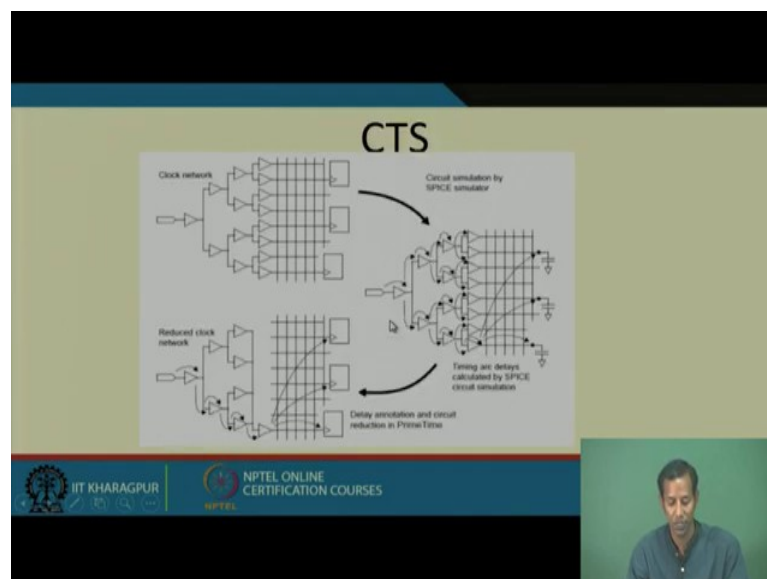 CTS
Clock network
Circuit simulation by
SPICE simulator
Reduced clock
network
Timing arc delays
calculated by SPICE
circuit simulation
Delay annotation and circuit
reduction in PrimeTime
IIT KHARAGPUR
NPTEL
NPTEL ONLINE
CERTIFICATION COURSES